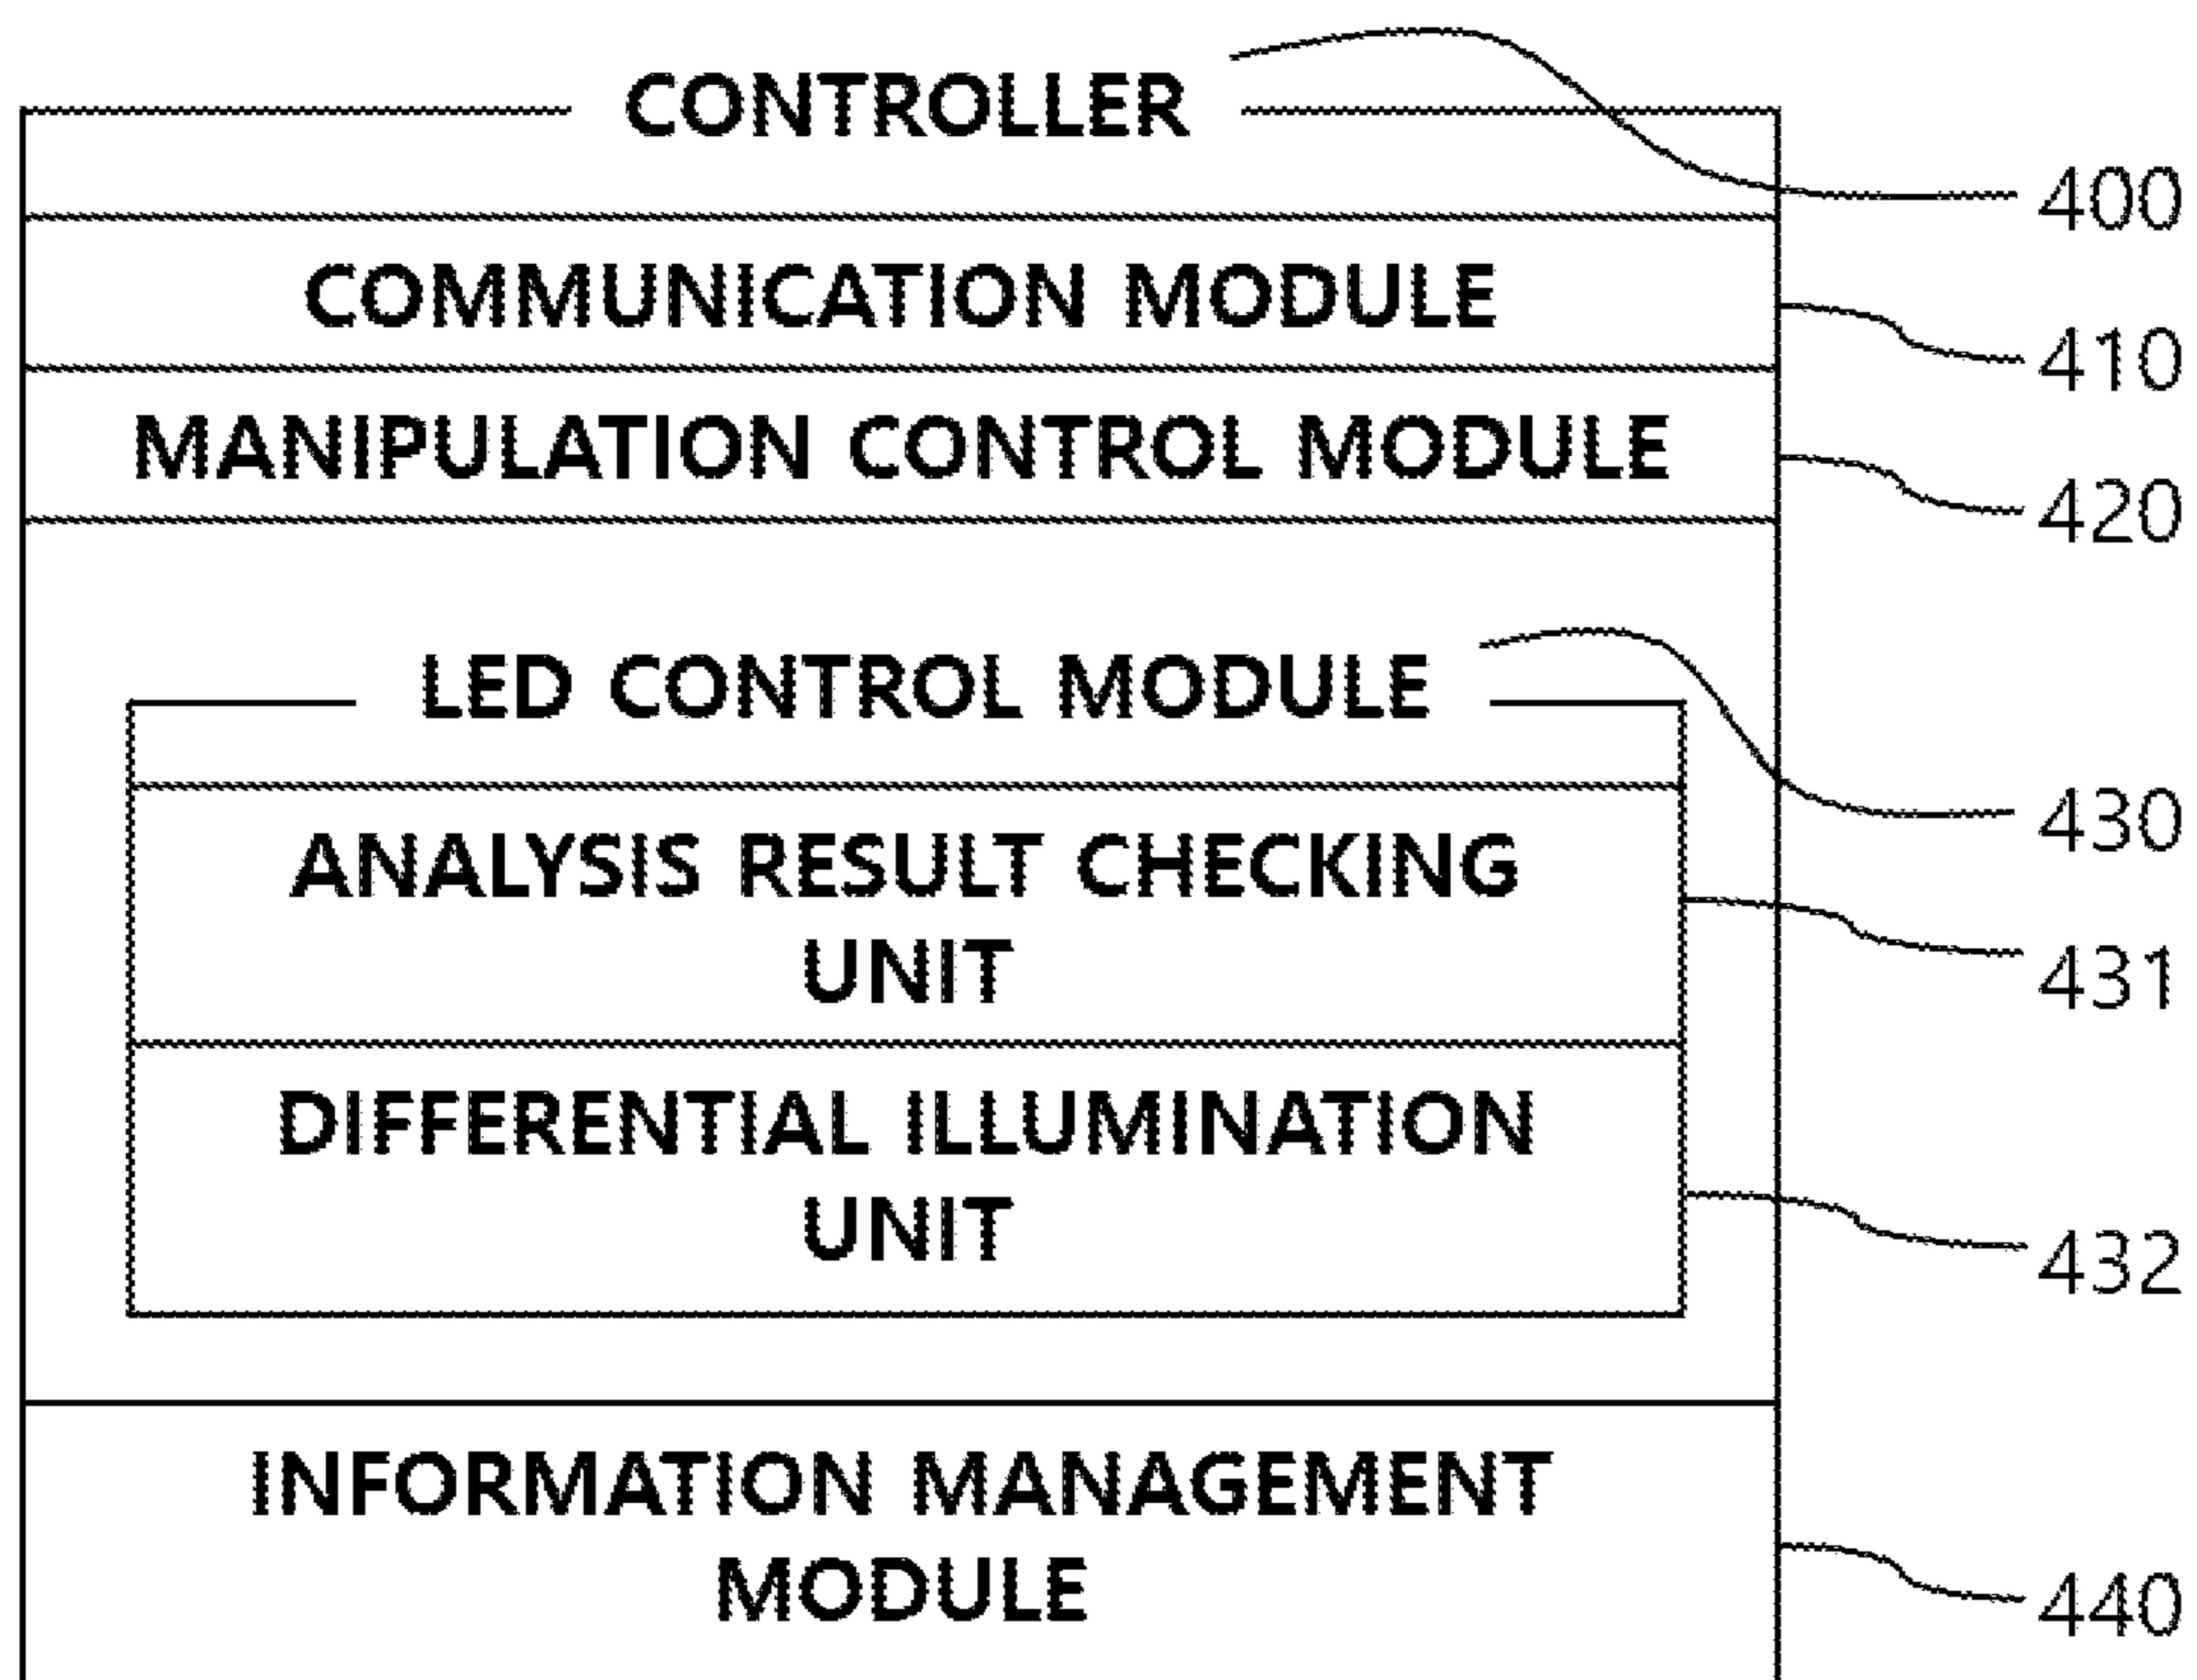 CONTROLLER
400
COMMUNICATION MODULE
410
MANIPULATION CONTROL MODULE
420
LED CONTROL MODULE
430
ANALYSIS RESULT CHECKING
UNIT
431
DIFFERENTIAL ILLUMINATION
UNIT
432
INFORMATION MANAGEMENT
MODULE
440